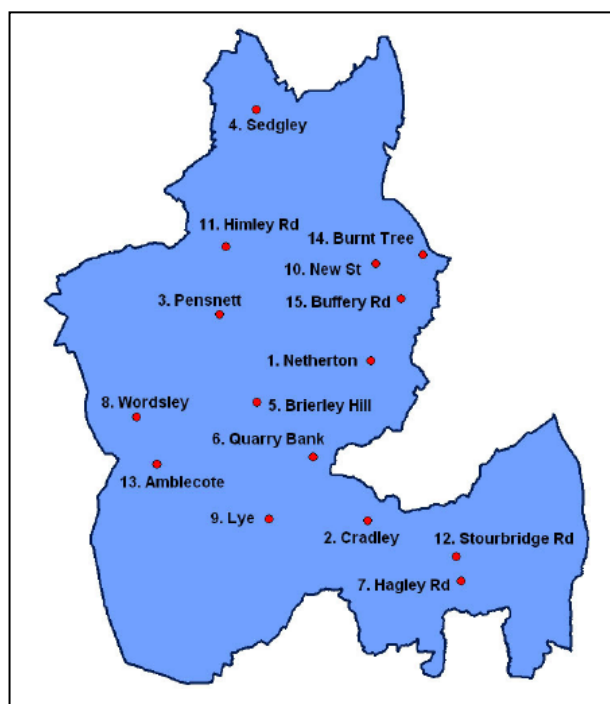 4. Sedgley
11. Himley Rd
14. Burnt Tree
10. New St
3. Pensnett
15. Buffery Rd
1. Netherton
8. Wordsley
5. Brierley Hill
6. Quarry Bank
13. Amblecote
9. Lye
2. Cradley
12. Stourbridge Rd
7. Hagley Rd